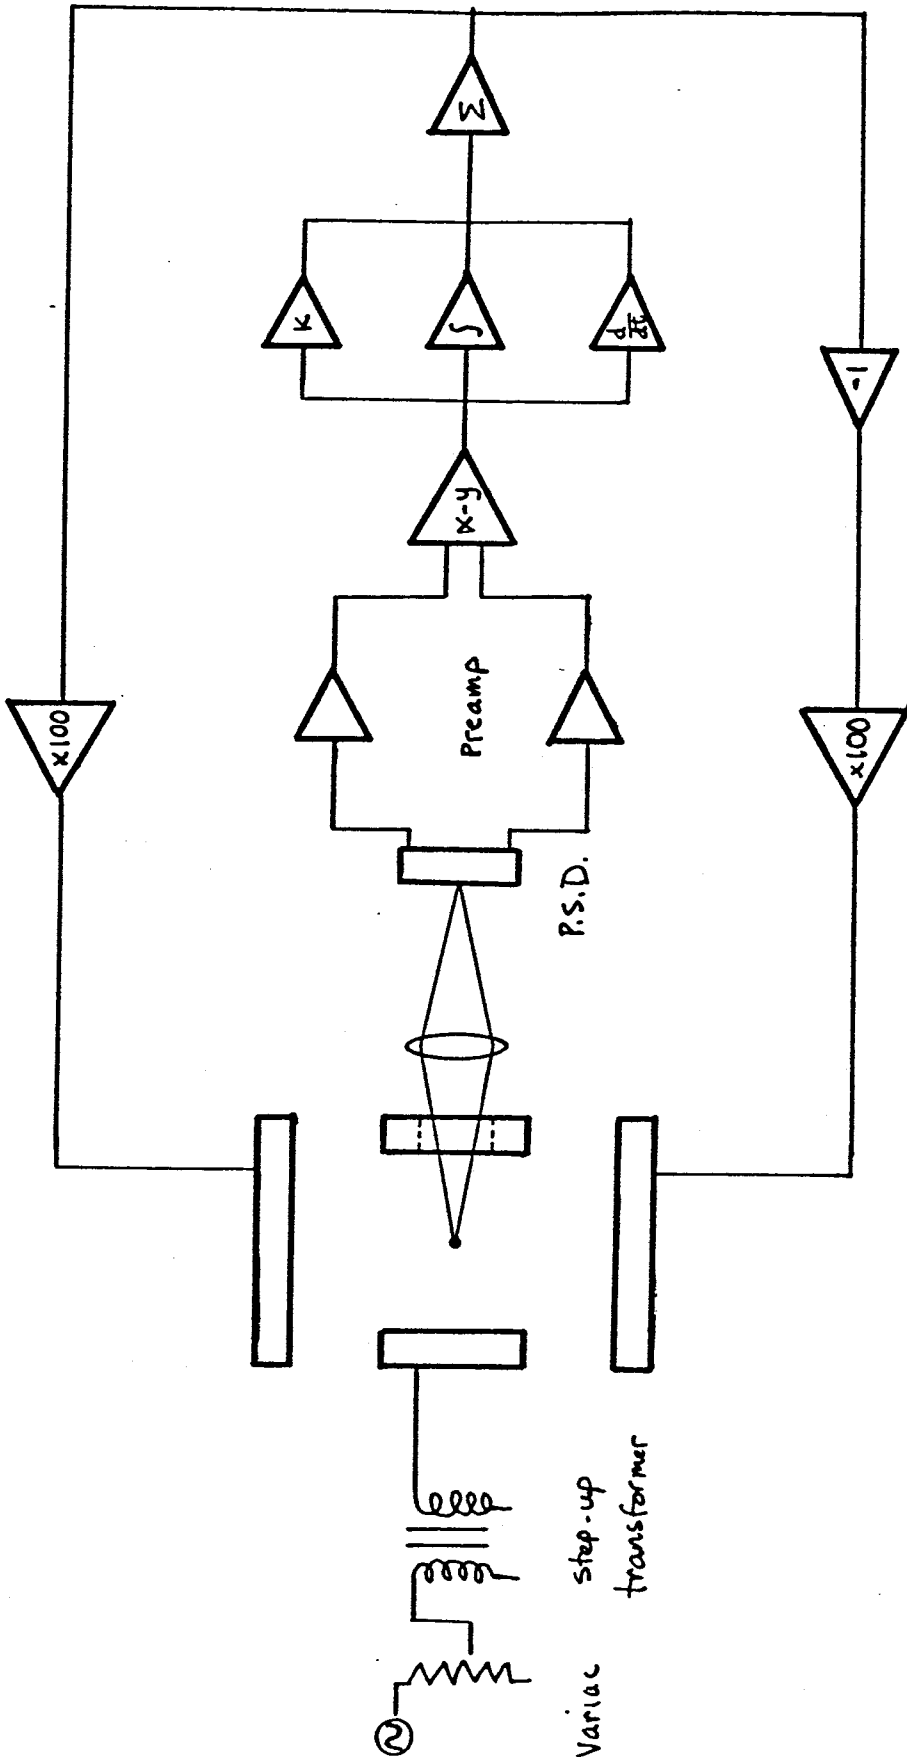 Variac
step-up
transformer
P.S.D.
Preamp
x100
x100
x-y
K
∫
d/dt
-1
Σ